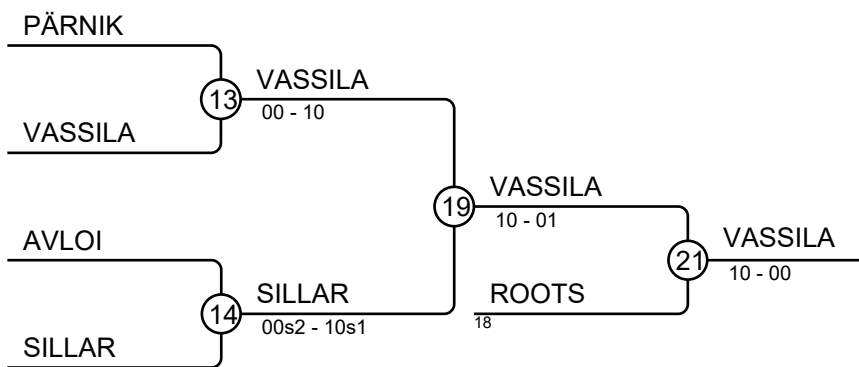 PÄRNIK
13
VASSILA
00 - 10
VASSILA
19
VASSILA
10 - 01
AVLOI
21
VASSILA
10 - 00
14
SILLAR
00s2 - 10s1
ROOTS
18
SILLAR